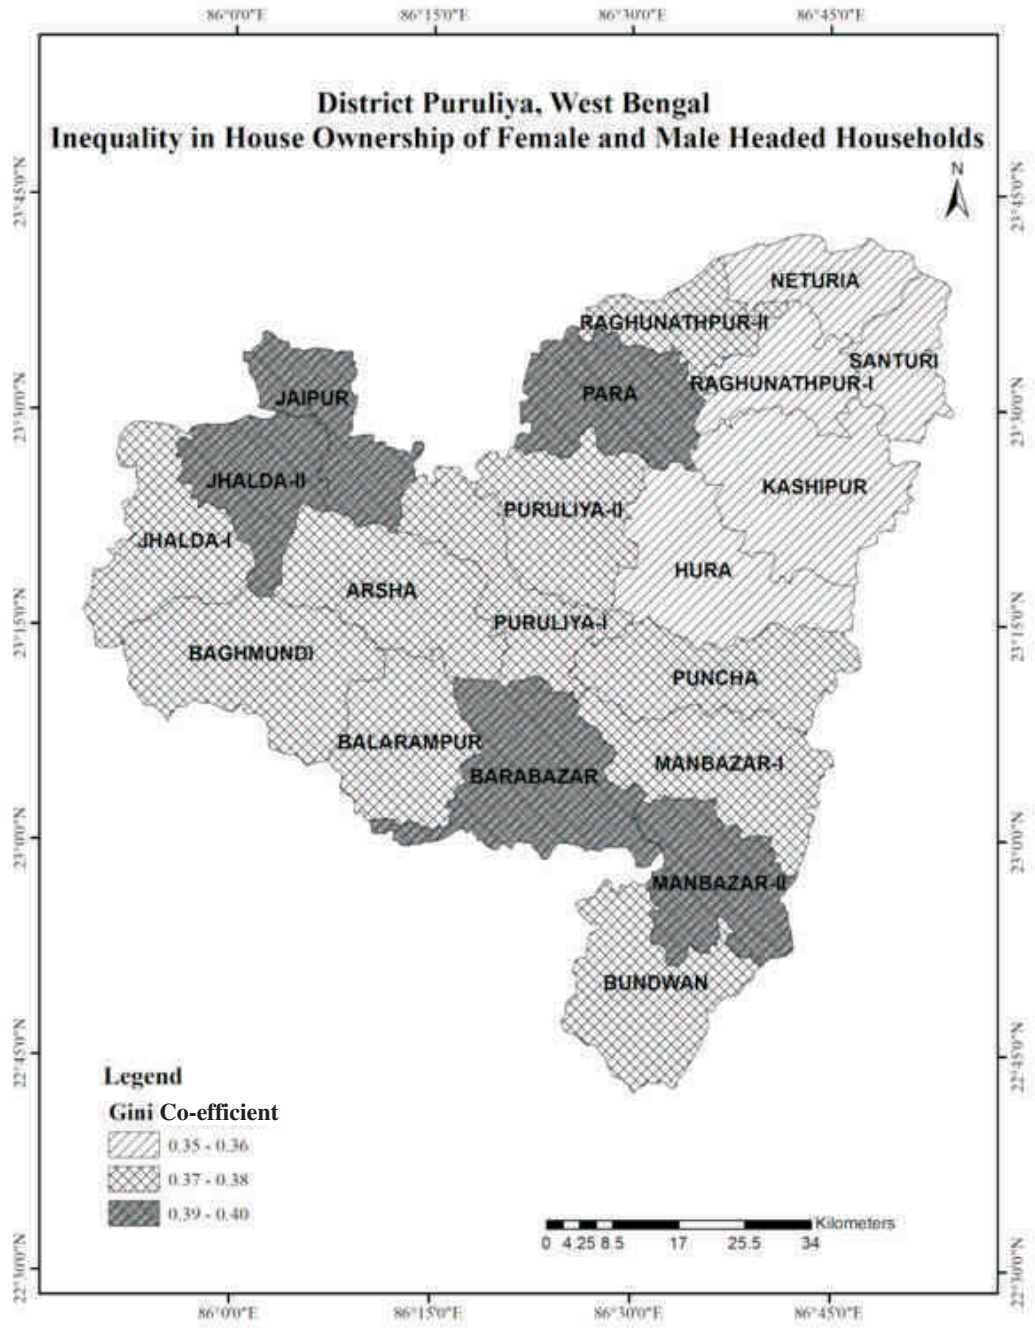 86°0'0"E 86°15'0"E 86°30'0"E 86°45'0"E
District Puruliya, West Bengal
Inequality in House Ownership of Female and Male Headed Households
N
23°45'0"N 23°45'0"N
NETURIA
RAGHUNATHPUR-II
SANTURI
RAGHUNATHPUR-I
PARA
JAIPUR
23°30'0"N 23°30'0"N
JHALDA-II
KASHIPUR
PURULIYA-II
JHALDA-I
HURA
ARSHA
23°15'0"N 23°15'0"N
PURULIYA-I
BAGHMUNDI
PUNCHA
BALARAMPUR
MANBAZAR-I
BARABAZAR
23°0'0"N 23°0'0"N
MANBAZAR-II
BUNDWAN
22°45'0"N 22°45'0"N
Legend
Gini Co-efficient
0.35 - 0.36
0.37 - 0.38
0.39 - 0.40
Kilometers
0 4.25 8.5 17 25.5 34
22°30'0"N 22°30'0"N
86°0'0"E 86°15'0"E 86°30'0"E 86°45'0"E